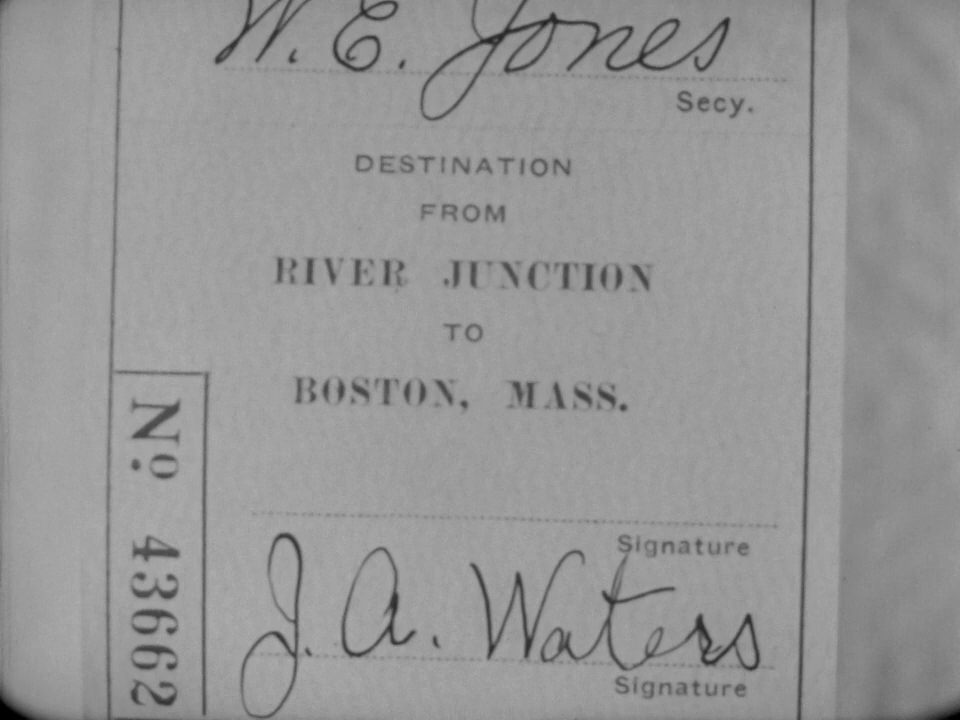 W. E. Jones
Secy.
DESTINATION
FROM
RIVER JUNCTION
TO
BOSTON, MASS.
Signature
J. A. Waters
Signature
No. 43662